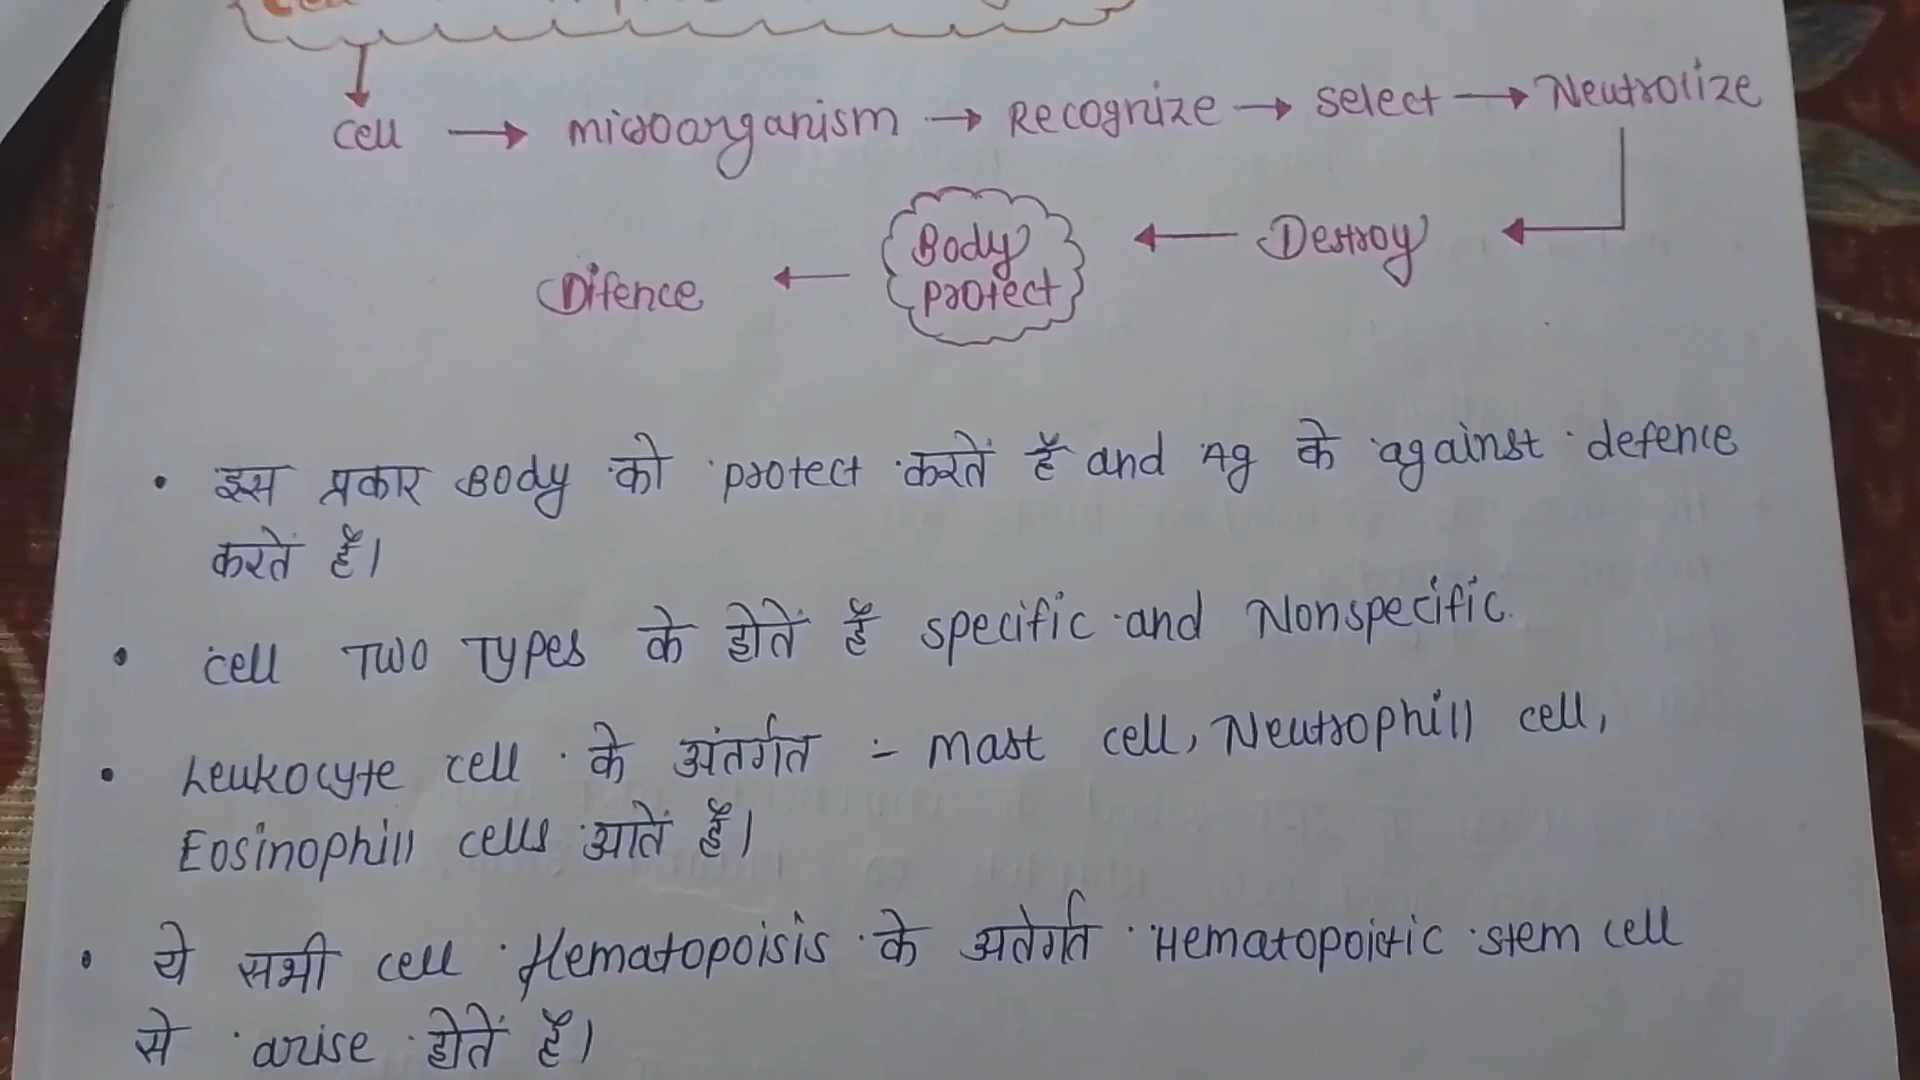 cell → microorganism → Recognize → select → Neutrolize
Destroy
Body
protect
Difence
• इस प्रकार Body को protect करतें हैं and Ag के against defence
करतें हैं।
• cell Two Types के होतें हैं specific and Nonspecific.
• Leukocyte cell के अंतर्गत :- mast cell, Neutrophill cell,
Eosinophill cells आतें हैं।
• ये सभी cell Hematopoisis के अतंर्गत Hematopoictic stem cell
से arise होतें हैं।